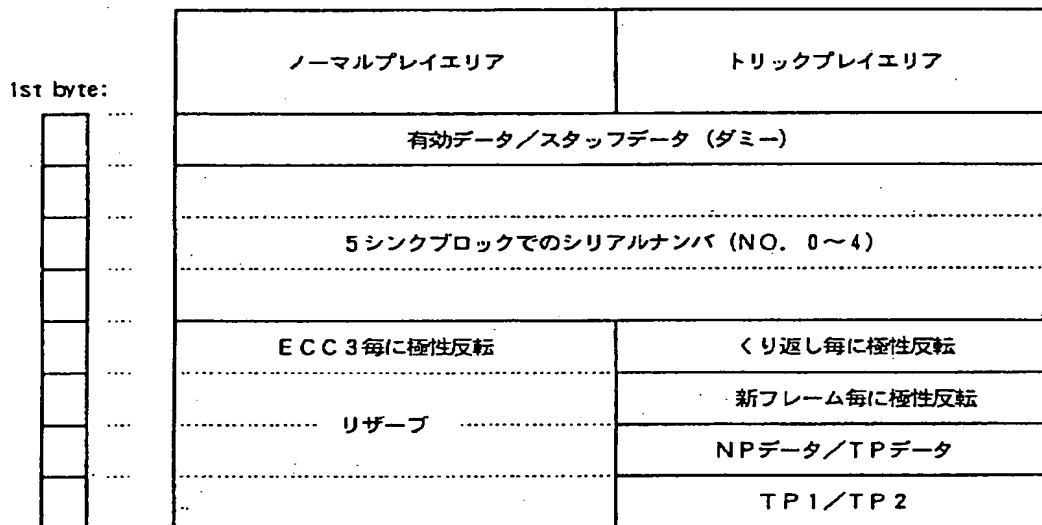 ノーマルプレイエリア
トリックプレイエリア
1st byte:
有効データ/スタッフデータ (ダミー)
5シンクブロックでのシリアルナンバ (NO. 0~4)
ECC3毎に極性反転
くり返し毎に極性反転
新フレーム毎に極性反転
リザーブ
NPデータ/TPデータ
TP1/TP2